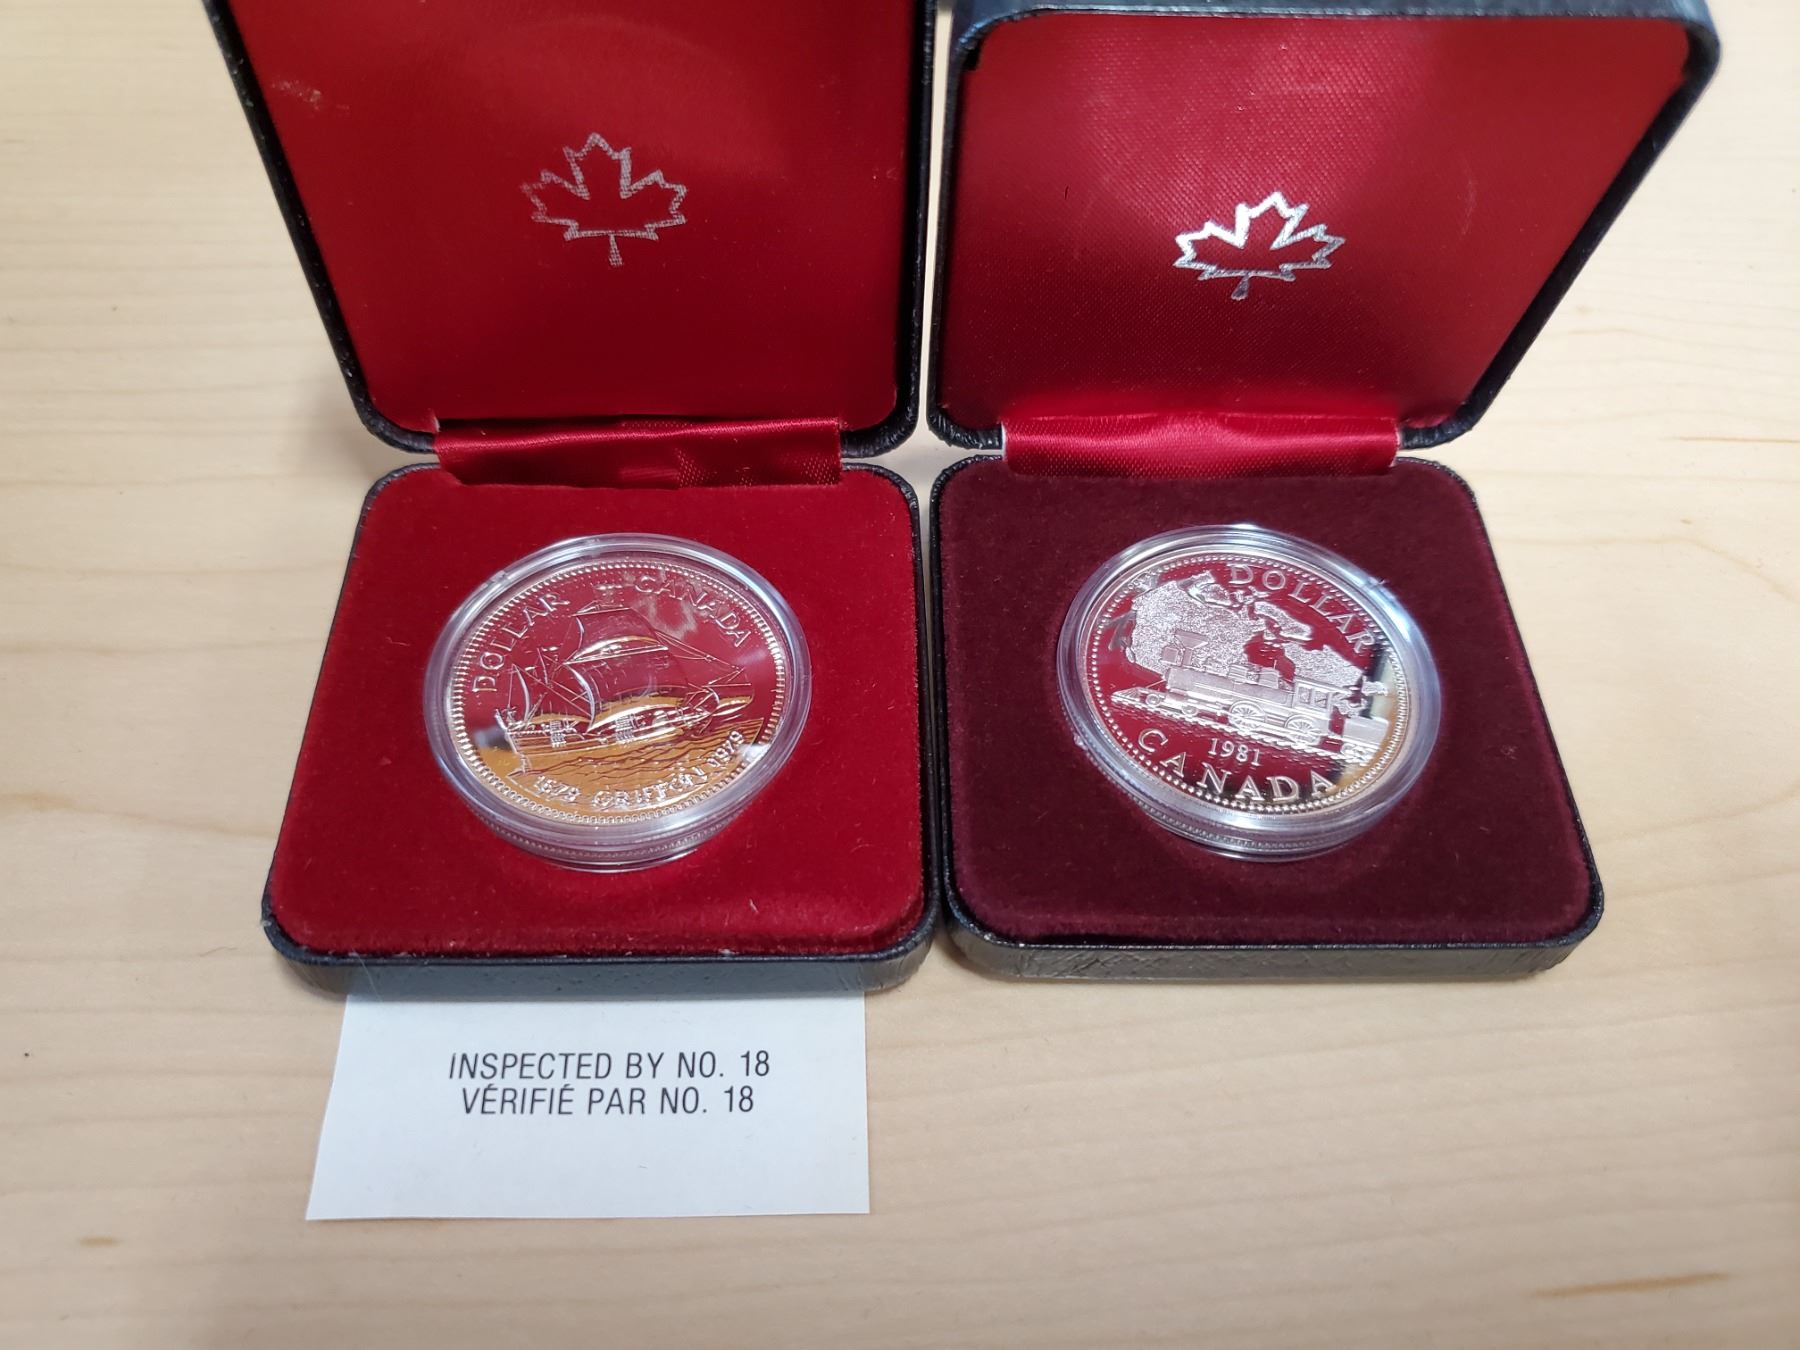 DOLLAR CANADA
1679 GRIFFON 1979
DOLLAR
1981
CANADA
INSPECTED BY NO. 18
VÉRIFIÉ PAR NO. 18